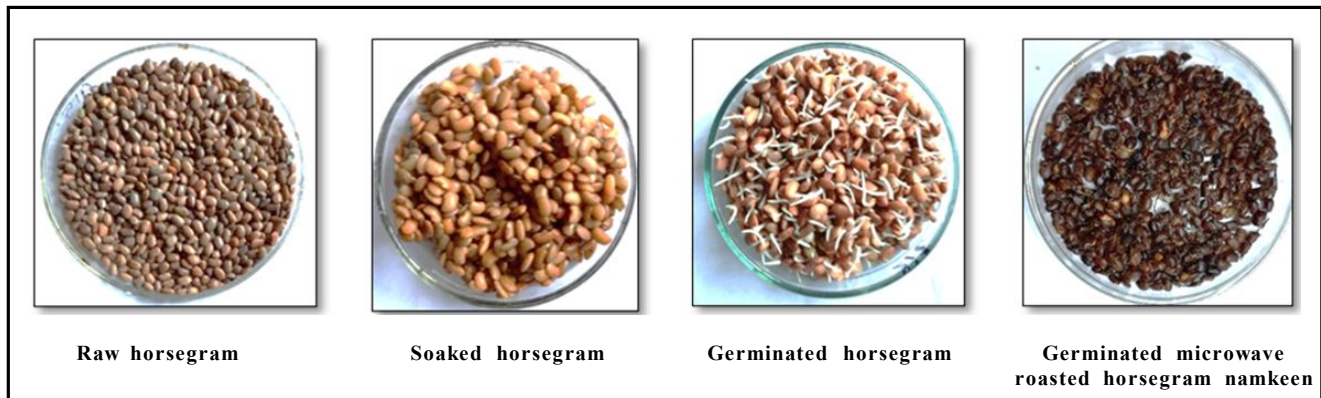 Raw horsegram
Soaked horsegram
Germinated horsegram
Germinated microwave
roasted horsegram namkeen